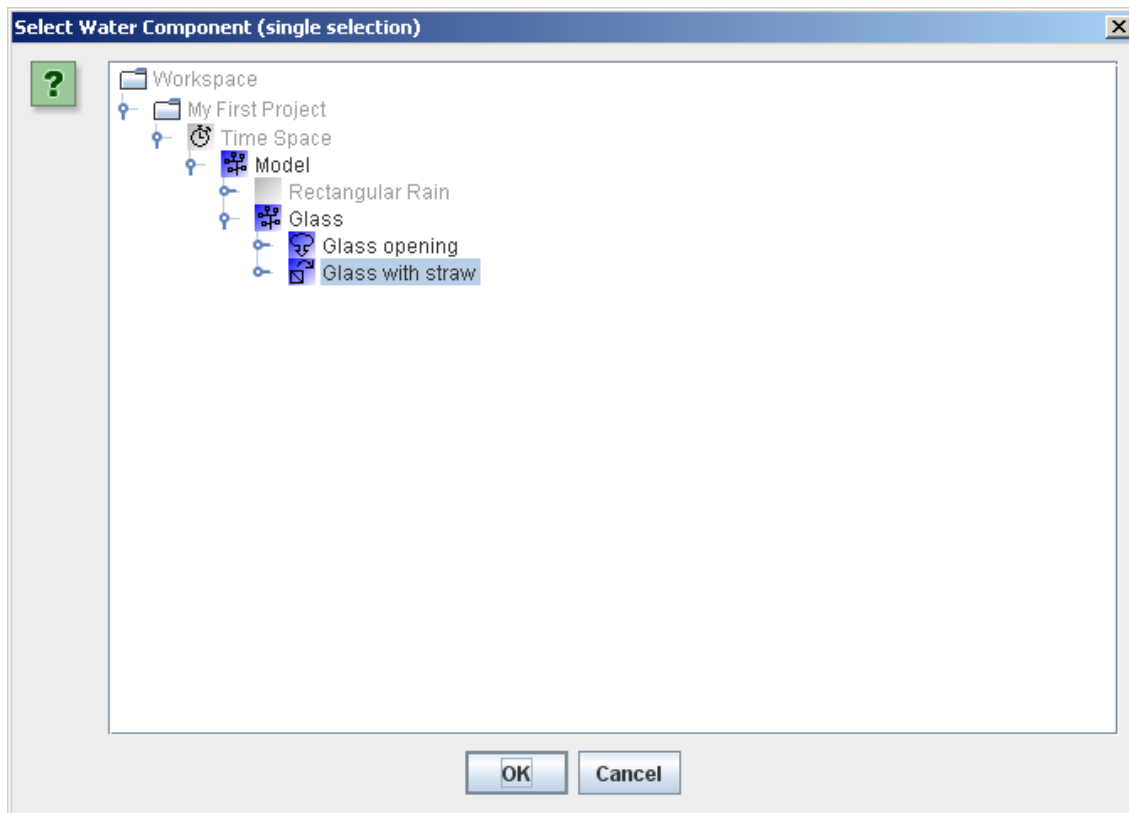 Select Water Component (single selection)
?
Workspace
My First Project
Time Space
Model
Rectangular Rain
Glass
Glass opening
Glass with straw
OK Cancel